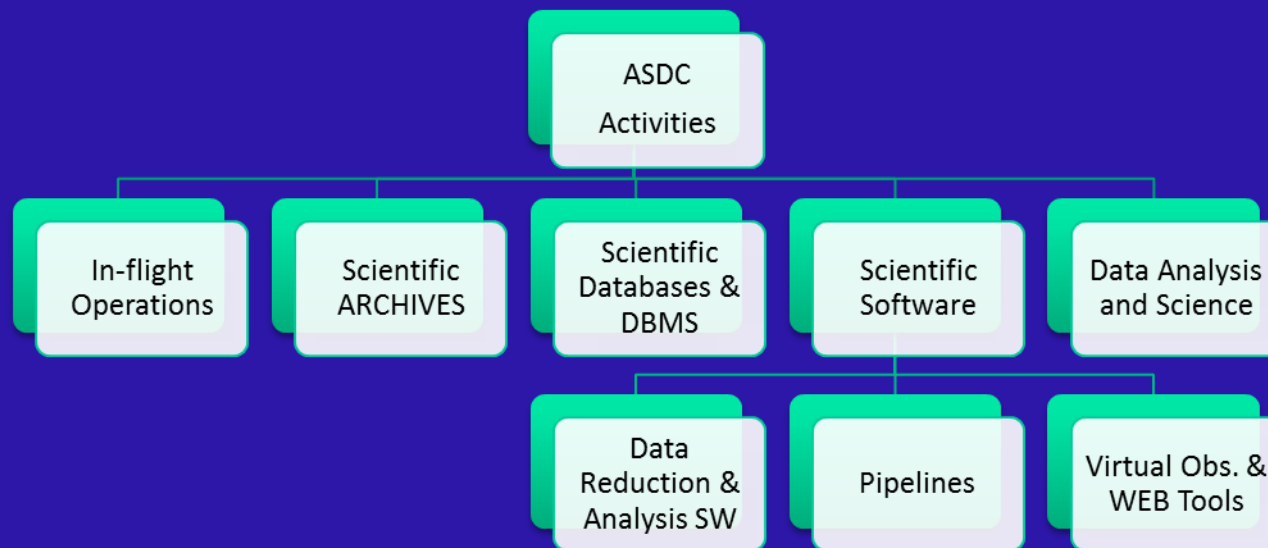 ASDC
Activities
In-flight
Operations
Scientific
ARCHIVES
Scientific
Databases &
DBMS
Scientific
Software
Data Analysis
and Science
Data
Reduction &
Analysis SW
Pipelines
Virtual Obs. &
WEB Tools